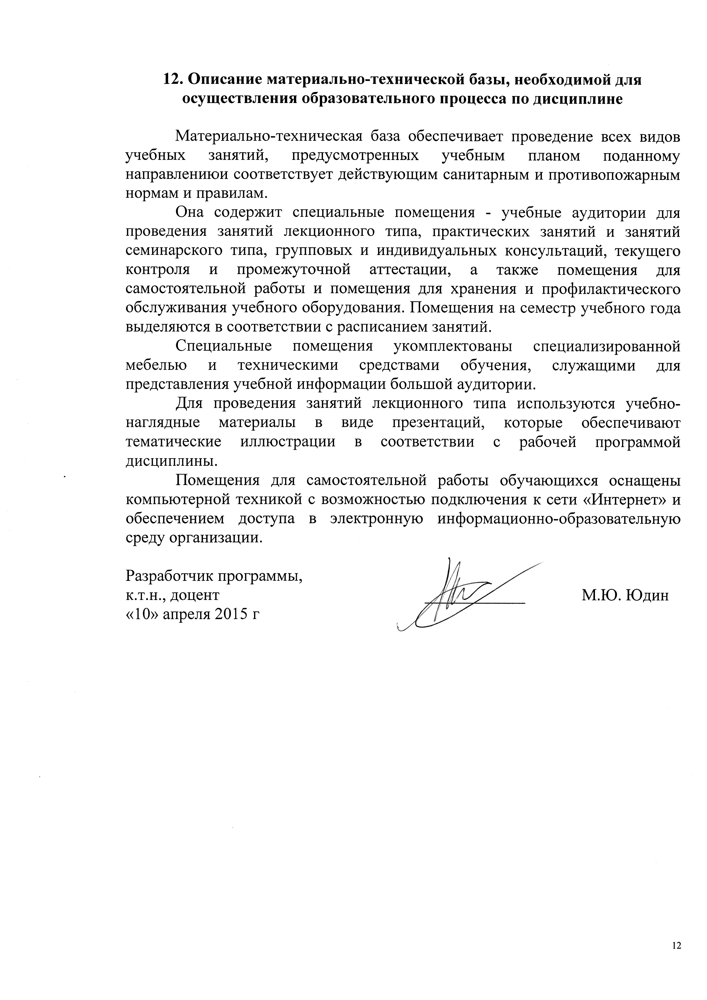 12. Описание материально-технической базы, необходимой для
осуществления образовательного процесса по дисциплине
Материально-техническая база обеспечивает проведение всех видов
учебных занятий, предусмотренных учебным планом поданному
направлениюи соответствует действующим санитарным и противопожарным
нормам и правилам.
Она содержит специальные помещения - учебные аудитории для
проведения занятий лекционного типа, практических занятий и занятий
семинарского типа, групповых и индивидуальных консультаций, текущего
контроля и промежуточной аттестации, а также помещения для
самостоятельной работы и помещения для хранения и профилактического
обслуживания учебного оборудования. Помещения на семестр учебного года
выделяются в соответствии с расписанием занятий.
Специальные помещения укомплектованы специализированной
мебелью и техническими средствами обучения, служащими для
представления учебной информации большой аудитории.
Для проведения занятий лекционного типа используются учебно-
наглядные материалы в виде презентаций, которые обеспечивают
тематические иллюстрации в соответствии с рабочей программой
дисциплины.
Помещения для самостоятельной работы обучающихся оснащены
компьютерной техникой с возможностью подключения к сети «Интернет» и
обеспечением доступа в электронную информационно-образовательную
среду организации.
Разработчик программы,
к.т.н., доцент М.Ю. Юдин
«10» апреля 2015 г
12